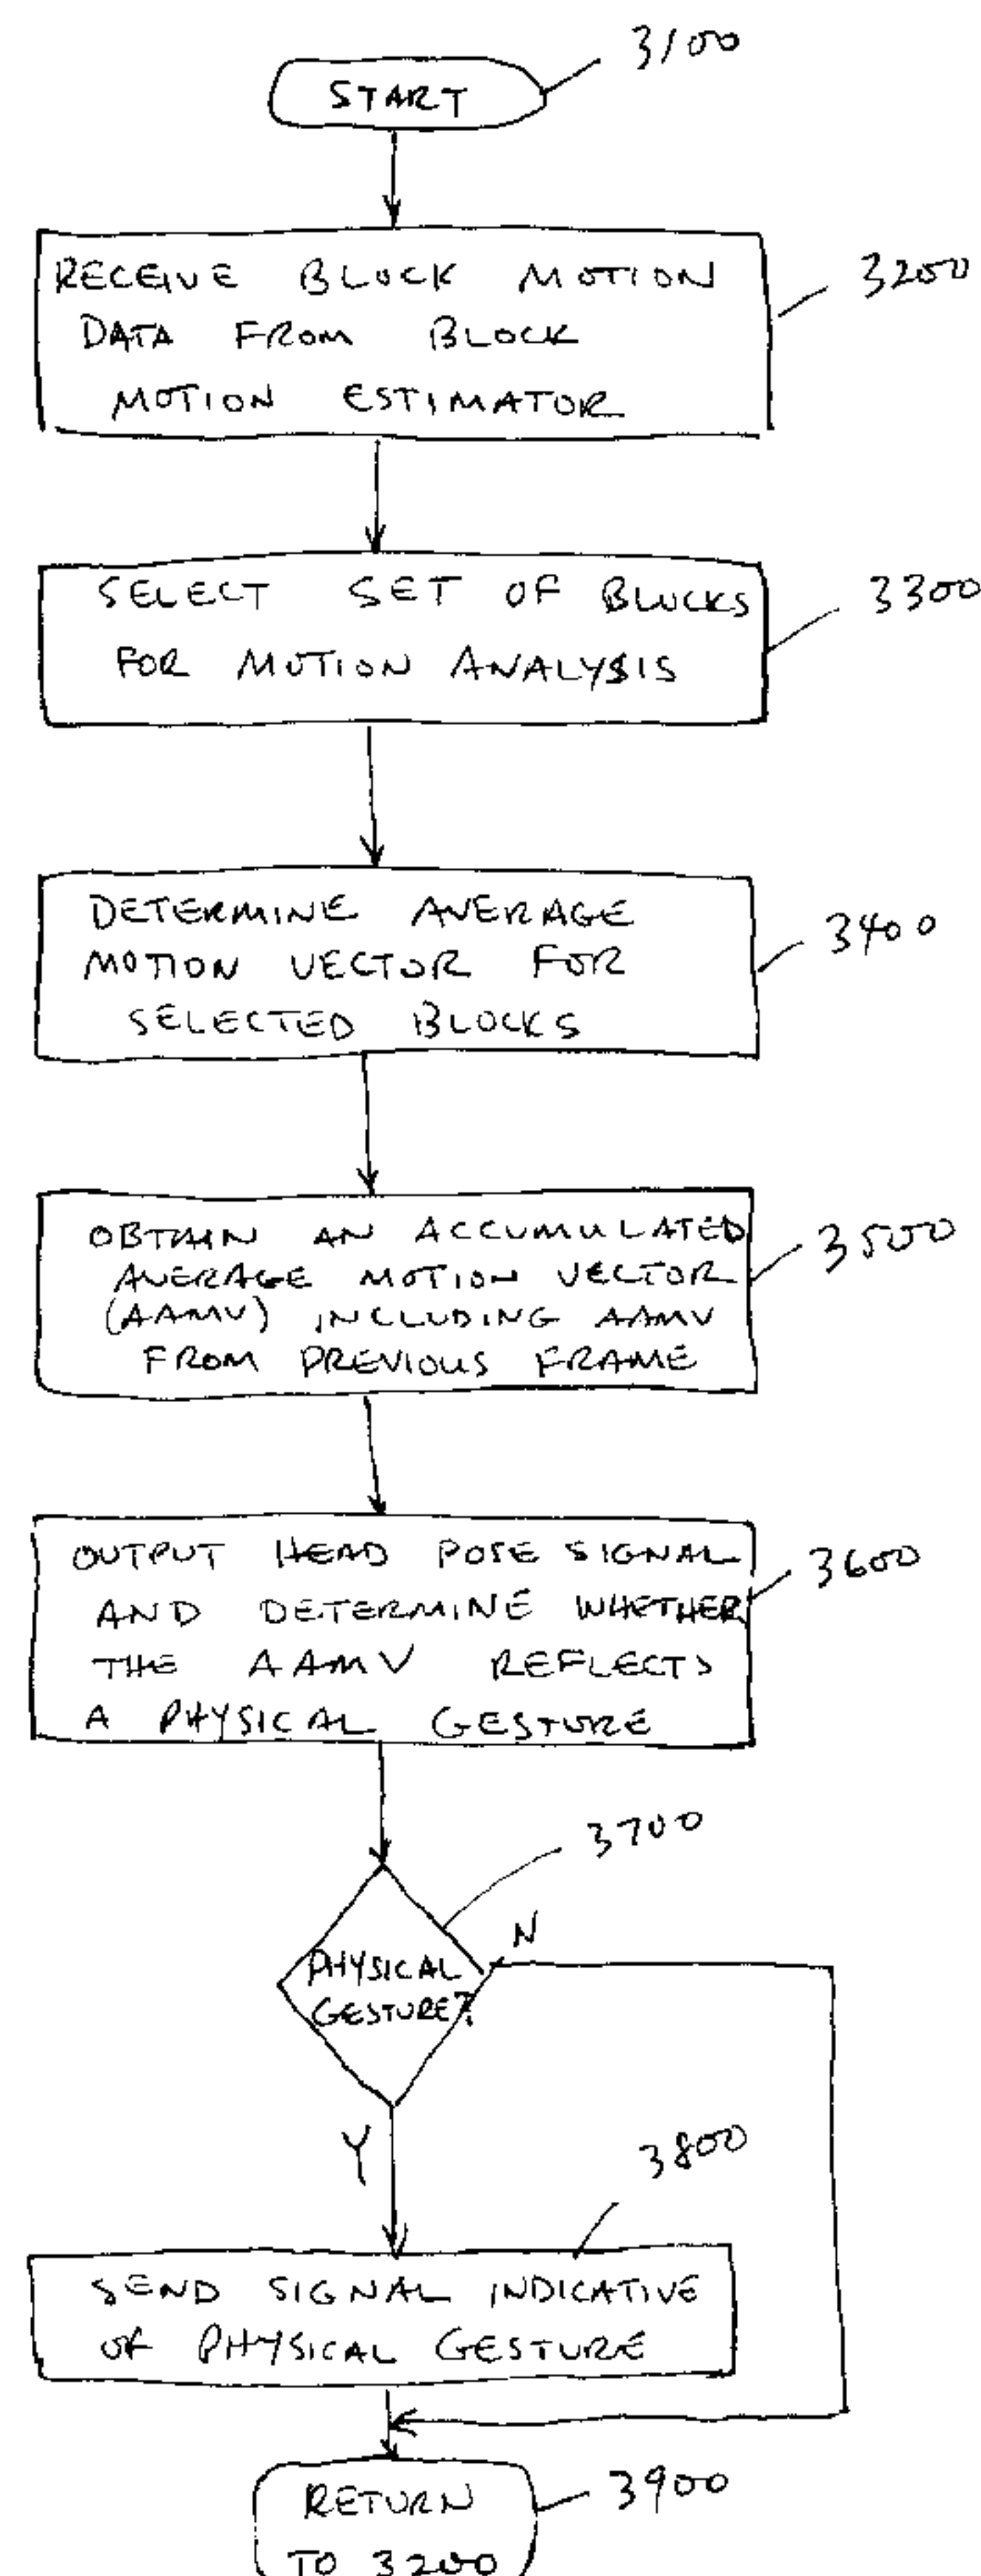 3100
START
3200
RECEIVE BLOCK MOTION
DATA FROM BLOCK
MOTION ESTIMATOR
3300
SELECT SET OF BLOCKS
FOR MOTION ANALYSIS
DETERMINE AVERAGE
3400
MOTION VECTOR FOR
SELECTED BLOCKS
OBTAIN AN ACCUMULATED
3500
AVERAGE MOTION VECTOR
(AAMV) INCLUDING AAMV
FROM PREVIOUS FRAME
OUTPUT HEAD POSE SIGNAL
3600
AND DETERMINE WHETHER
THE AAMV REFLECTS
A PHYSICAL GESTURE
3700
N
PHYSICAL
GESTURE?
Y
3800
SEND SIGNAL INDICATIVE
OF PHYSICAL GESTURE
3900
RETURN
TO 3200